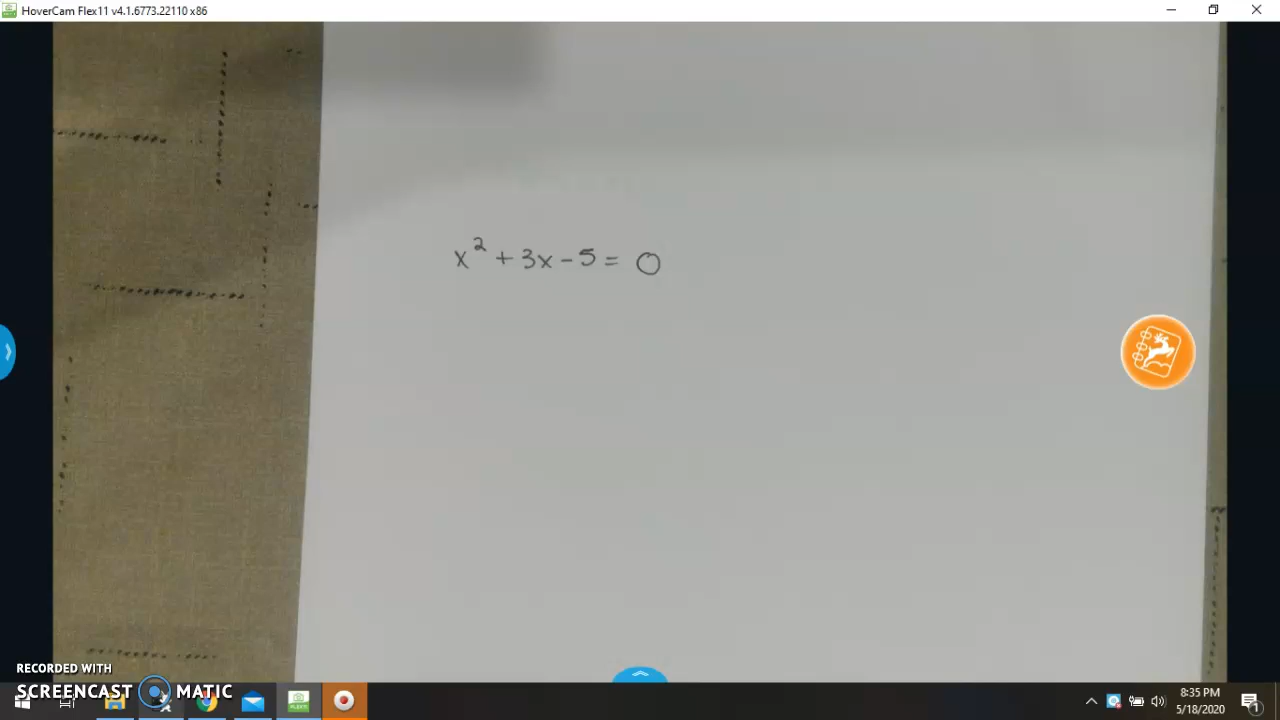 HoverCam Flex11 v4.1.6773.22110 x86
x² + 3x - 5 = 0
RECORDED WITH
SCREENCAST MATIC
8:35 PM
5/18/2020
1